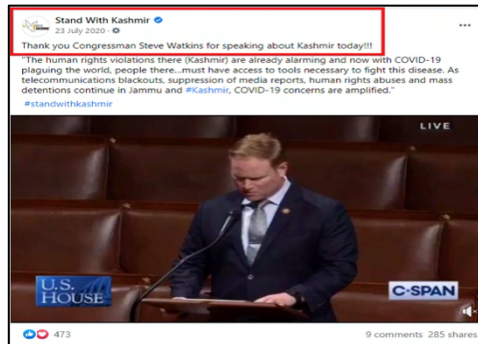 Stand With Kashmir
23 July 2020 ·
Thank you Congressman Steve Watkins for speaking about Kashmir today!!!
"The human rights violations there (Kashmir) are already alarming and now with COVID-19
plaguing the world, people there...must have access to tools necessary to fight this disease. As
telecommunications blackouts, suppression of media reports, human rights abuses and mass
detentions continue in Jammu and #Kashmir, COVID-19 concerns are amplified."
#standwithkashmir
LIVE
U.S.
HOUSE
C-SPAN
473
9 comments 285 shares